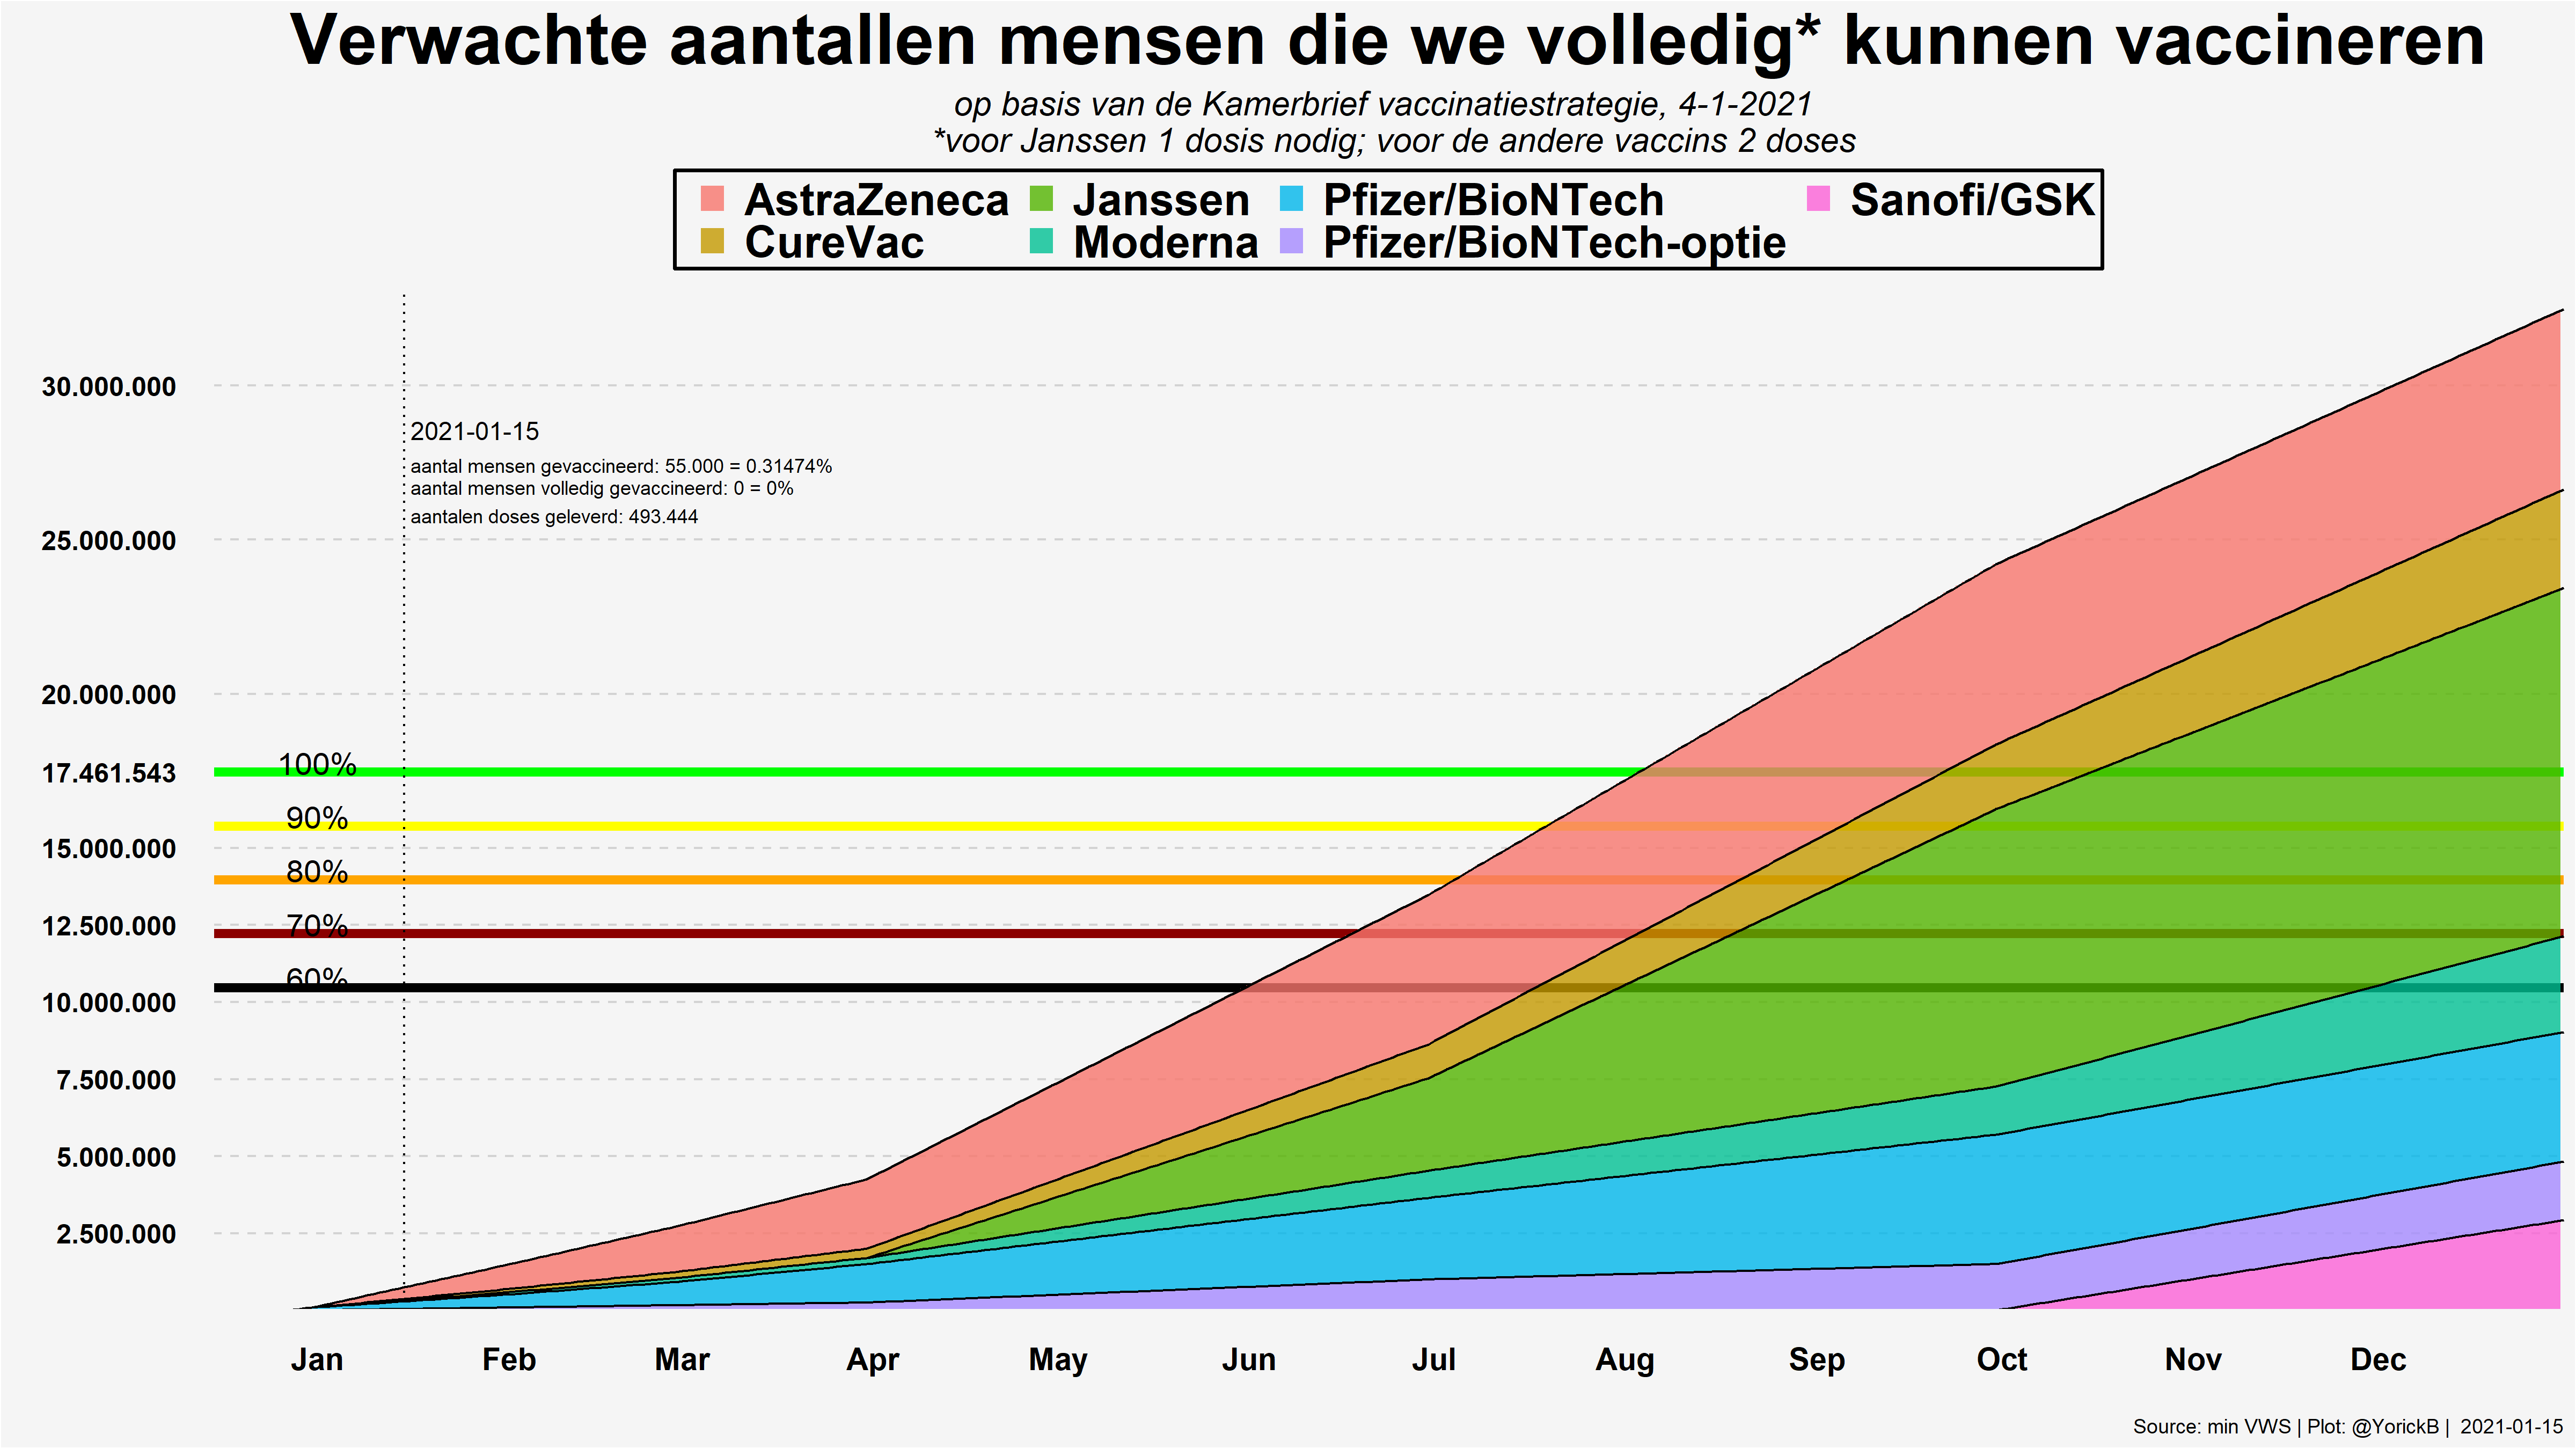 Verwachte aantallen mensen die we volledig* kunnen vaccineren
op basis van de Kamerbrief vaccinatiestrategie, 4-1-2021
*voor Janssen 1 dosis nodig; voor de andere vaccins 2 doses
AstraZeneca Janssen Pfizer/BioNTech Sanofi/GSK
CureVac Moderna Pfizer/BioNTech-optie
30.000.000
2021-01-15
aantal mensen gevaccineerd: 55.000 = 0.31474%
aantal mensen volledig gevaccineerd: 0 = 0%
aantalen doses geleverd: 493.444
25.000.000
20.000.000
100%
17.461.543
90%
15.000.000
80%
12.500.000
70%
60%
10.000.000
7.500.000
5.000.000
2.500.000
Jan Feb Mar Apr May Jun Jul Aug Sep Oct Nov Dec
Source: min VWS | Plot: @YorickB | 2021-01-15